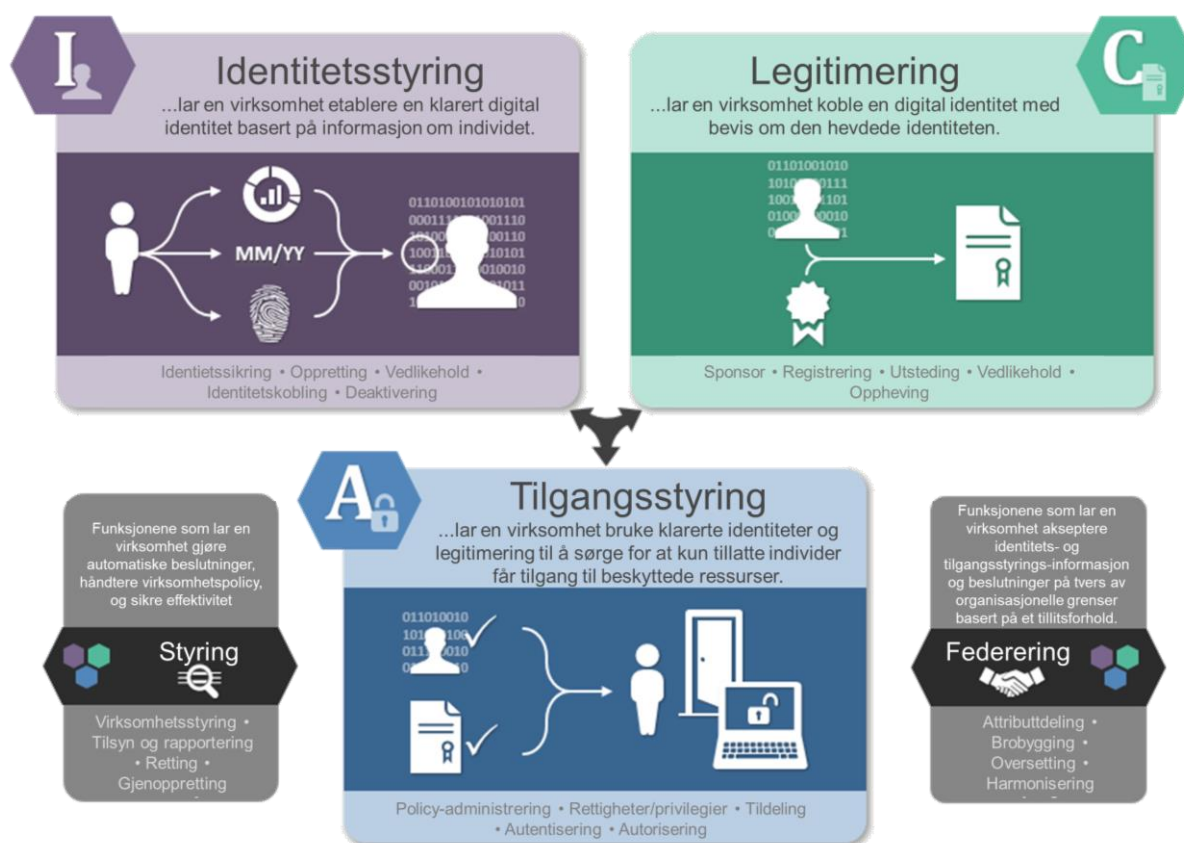 I
Identitetsstyring
...lar en virksomhet etablere en klarert digital
identitet basert på informasjon om individet.
MM/YY
0110100101010101
Identietssikring • Oppretting • Vedlikehold •
Identitetskobling • Deaktivering
C
Legitimering
...lar en virksomhet koble en digital identitet med
bevis om den hevdede identiteten.
01101001010
Sponsor • Registrering • Utsteding • Vedlikehold •
Oppheving
A
Tilgangsstyring
...lar en virksomhet bruke klarerte identiteter og
legitimering til å sørge for at kun tillatte individer
får tilgang til beskyttede ressurser.
011010010
Policy-administrering • Rettigheter/privilegier • Tildeling
• Autentisering • Autorisering
Funksjonene som lar en
virksomhet gjøre
automatiske beslutninger,
håndtere virksomhetspolicy,
og sikre effektivitet
Styring
Virksomhetsstyring •
Tilsyn og rapportering
• Retting •
Gjenoppretting
Funksjonene som lar en
virksomhet akseptere
identitets- og
tilgangsstyrings-informasjon
og beslutninger på tvers av
organisasjonelle grenser
basert på et tillitsforhold.
Federering
Attributtdeling •
Brobygging •
Oversetting •
Harmonisering